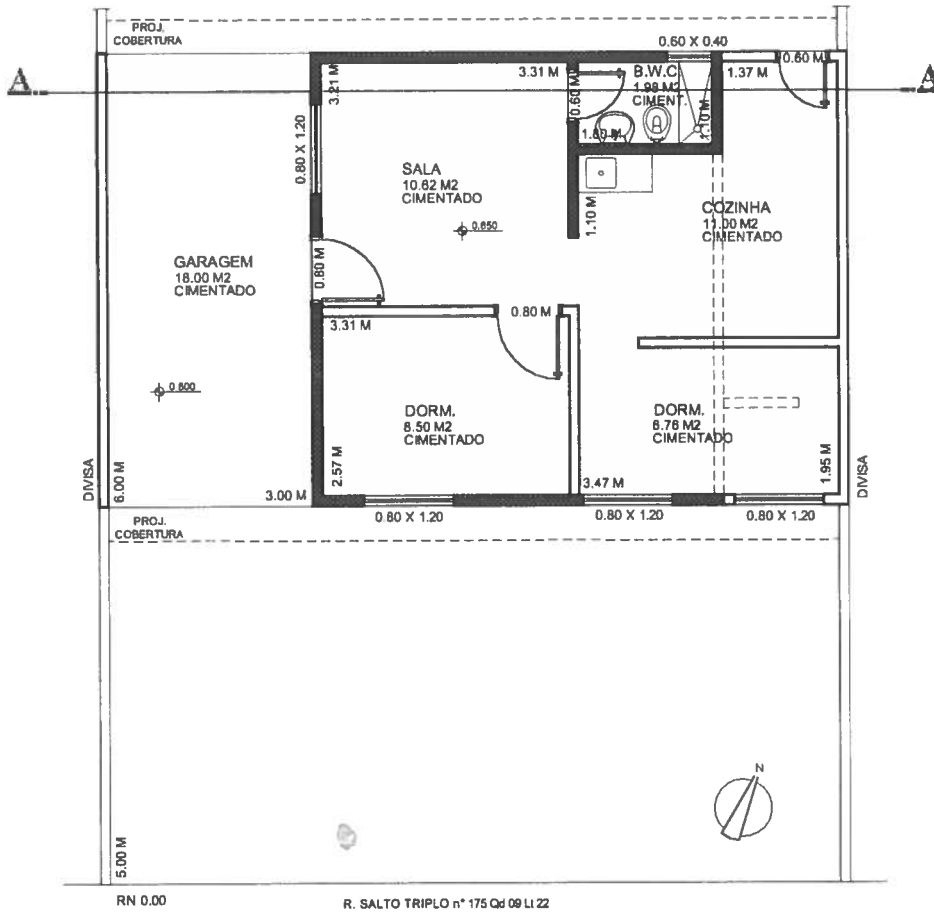 PROJ.
COBERTURA
0.60 X 0.40
A
A
3.21 M
3.31 M
0.60 M
B.W.C
1.98 M2
CIMENT.
1.10 M
1.80 M
1.37 M
0.60 M
0.80 X 1.20
SALA
10.62 M2
CIMENTADO
0.650
1.10 M
COZINHA
11.00 M2
CIMENTADO
GARAGEM
18.00 M2
CIMENTADO
0.80 M
3.31 M
0.80 M
0.600
DORM.
8.50 M2
CIMENTADO
DORM.
6.76 M2
CIMENTADO
DIVISA
6.00 M
3.00 M
2.57 M
3.47 M
1.95 M
DIVISA
0.80 X 1.20
0.80 X 1.20
0.80 X 1.20
PROJ.
COBERTURA
N
5.00 M
RN 0.00
R. SALTO TRIPLO n° 175 Qd 09 Lt 22